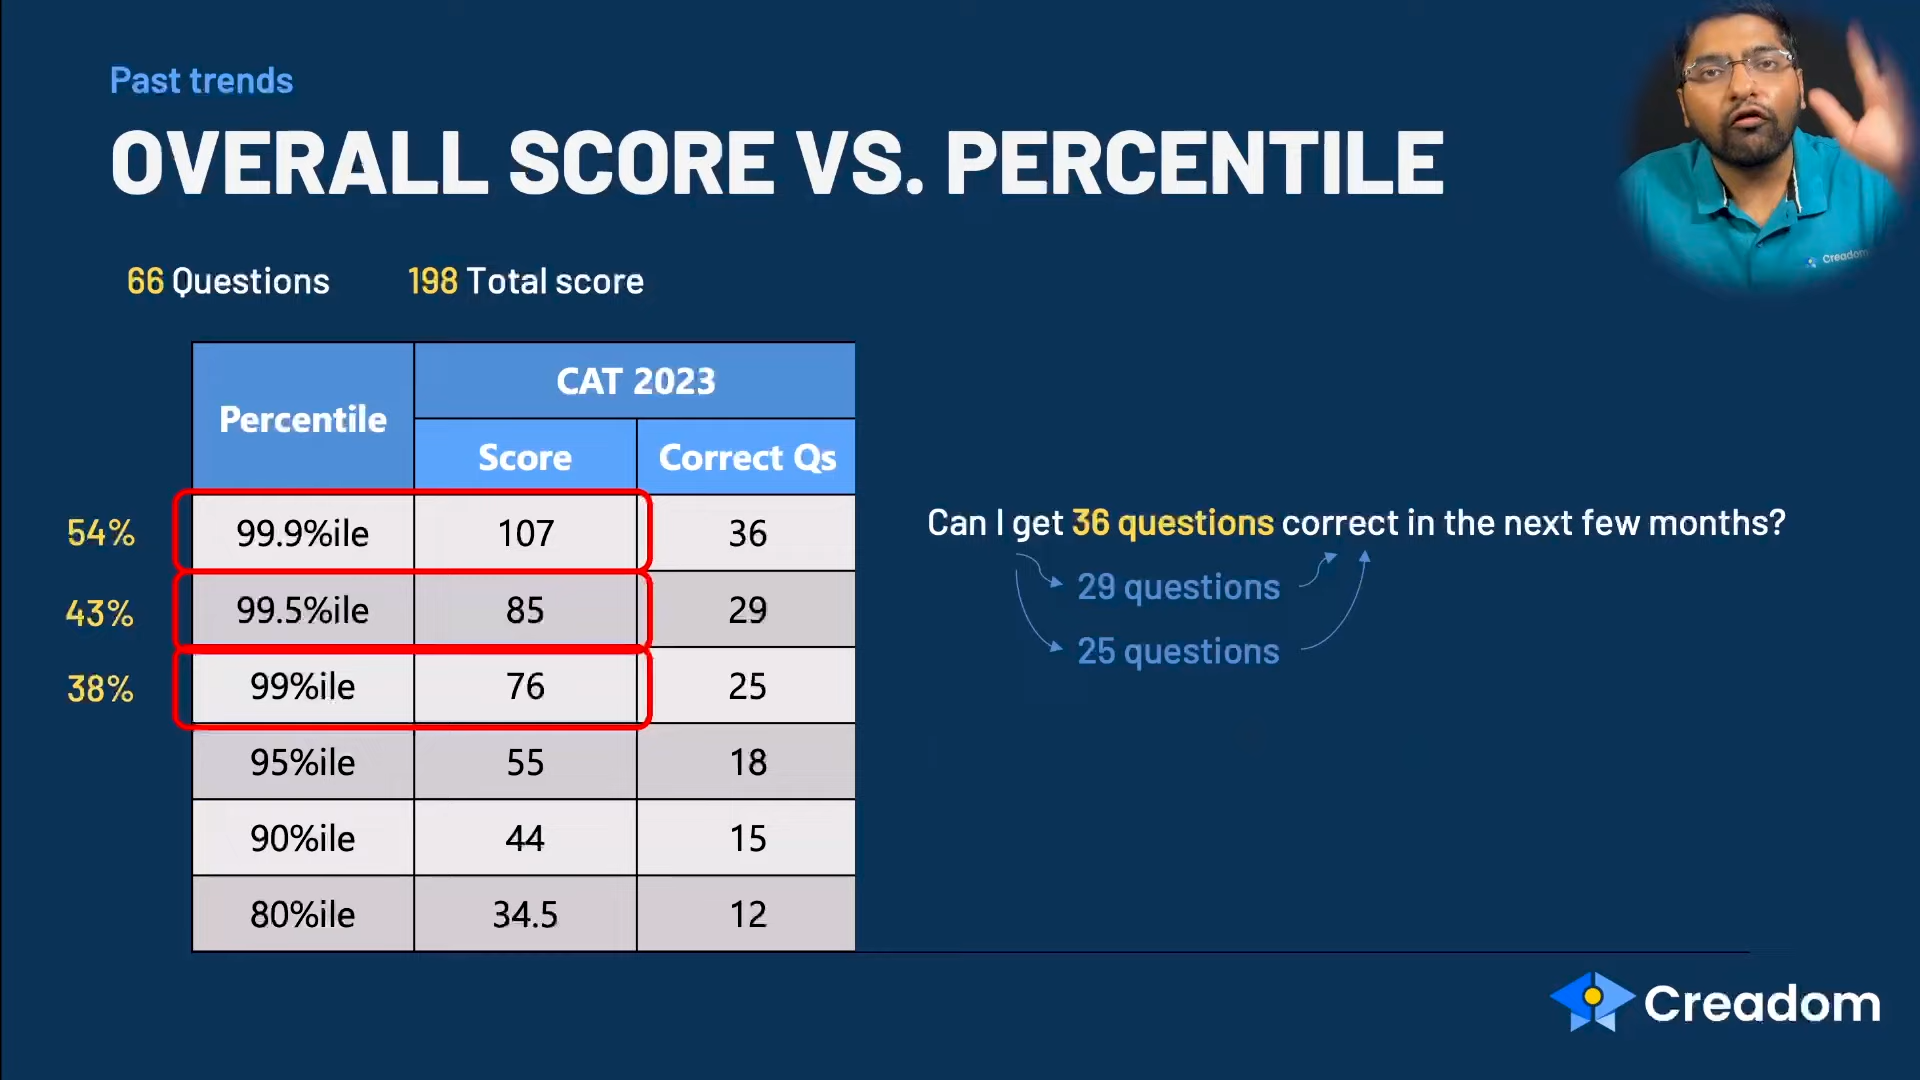 Past trends
OVERALL SCORE VS. PERCENTILE
66 Questions 198 Total score
Percentile CAT 2023
Score Correct Qs
54% 99.9%ile 107 36
43% 99.5%ile 85 29
38% 99%ile 76 25
95%ile 55 18
90%ile 44 15
80%ile 34.5 12
Can I get 36 questions correct in the next few months?
29 questions
25 questions
Creadom
Creadom